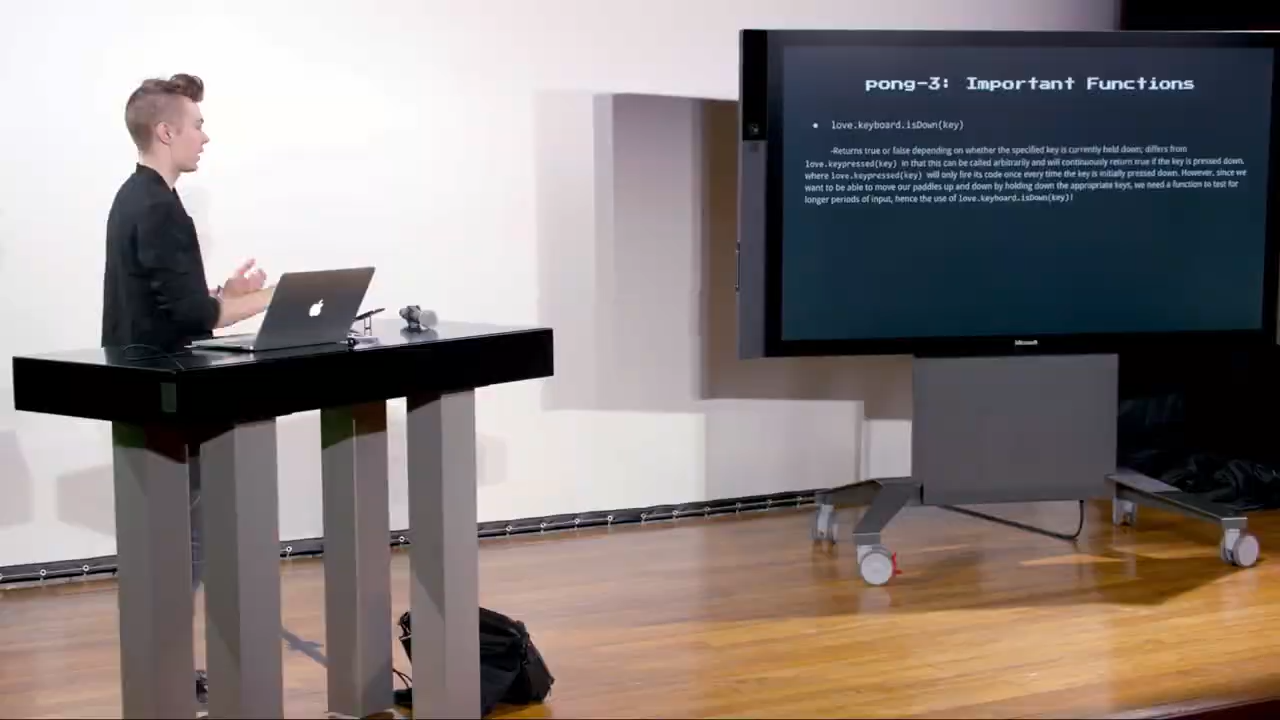 pong-3: Important Functions
● love.keyboard.isDown(key)
-Returns true or false depending on whether the specified key is currently held down; differs from
love.keypressed(key) in that this can be called arbitrarily and will continuously return true if the key is pressed down,
where love.keypressed(key) will only fire its code once every time the key is initially pressed down. However, since we
want to be able to move our paddles up and down by holding down the appropriate keys, we need a function to test for
longer periods of input, hence the use of love.keyboard.isDown(key)!
Microsoft